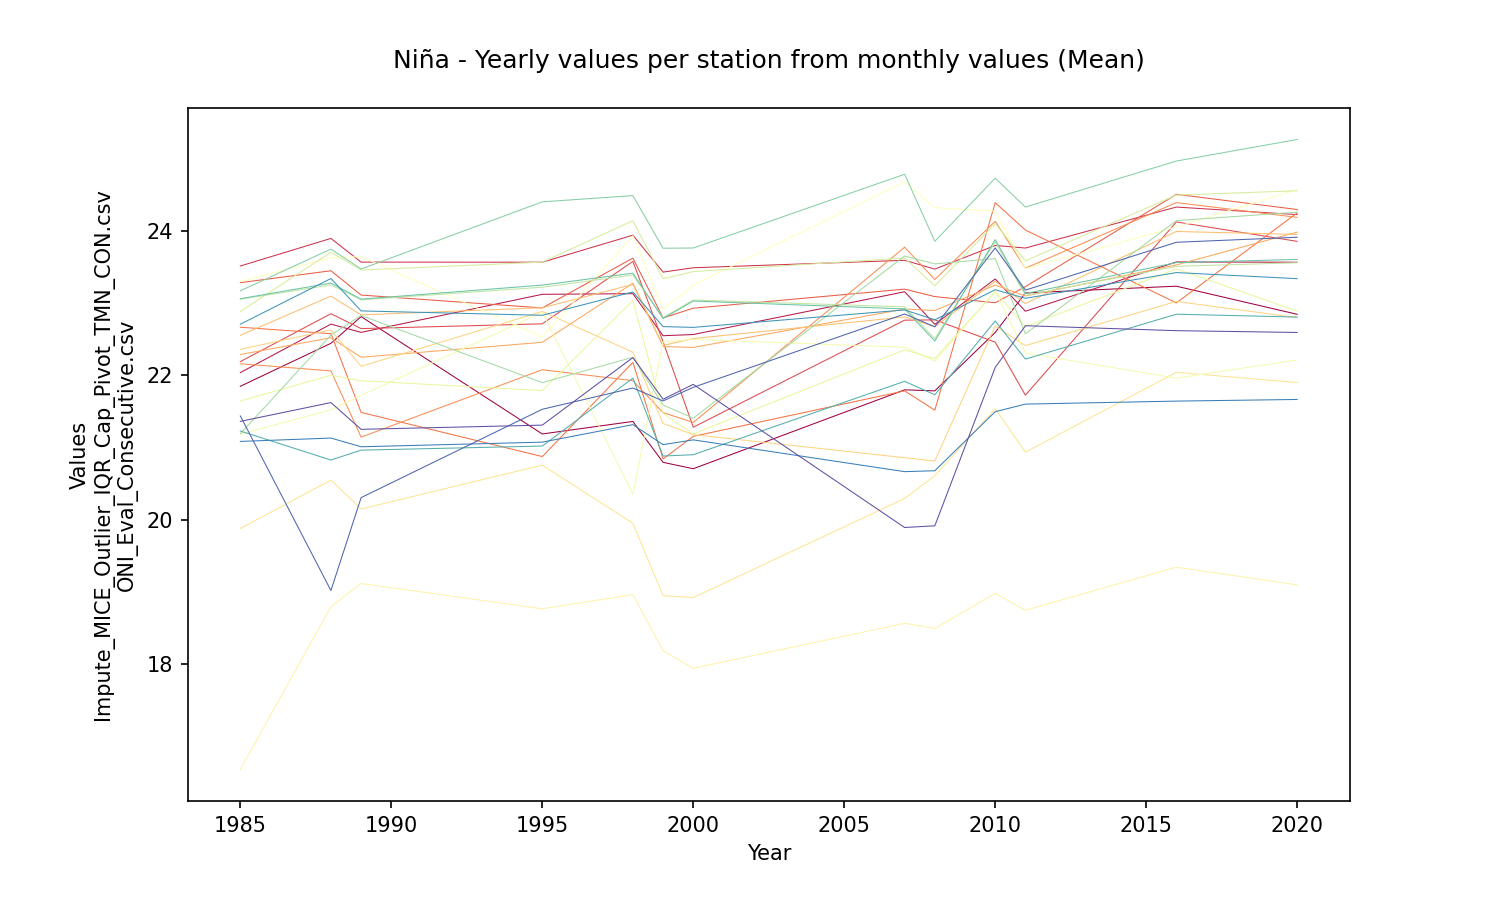 Niña - Yearly values per station from monthly values (Mean)
Values
Impute_MICE_Outlier_IQR_Cap_Pivot_TMN_CON.csv
ONI_Eval_Consecutive.csv
24
22
20
18
1985 1990 1995 2000 2005 2010 2015 2020
Year